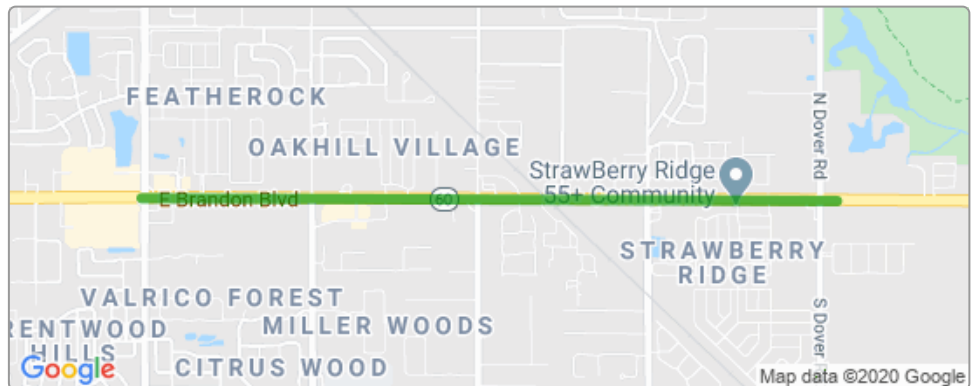 FEATHEROCK
N Dover Rd
OAKHILL VILLAGE
StrawBerry Ridge
55+ Community
E Brandon Blvd
60
STRAWBERRY
RIDGE
VALRICO FOREST
S Dover
RENTWOOD
HILLS
MILLER WOODS
CITRUS WOOD
Google
Map data ©2020 Google